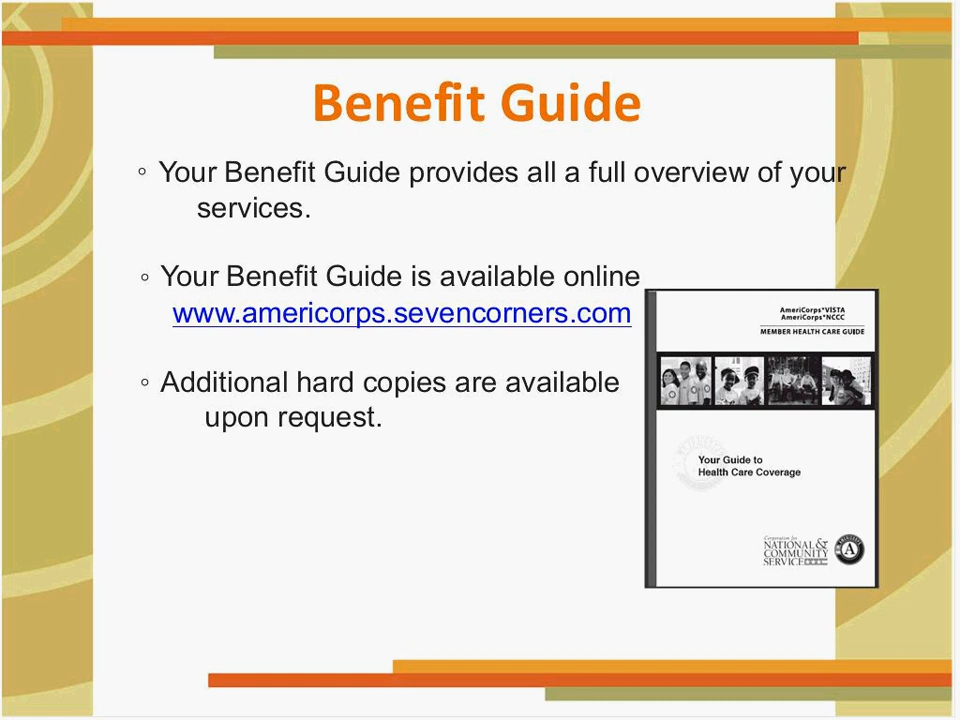 Benefit Guide
◦ Your Benefit Guide provides all a full overview of your
services.
◦ Your Benefit Guide is available online
www.americorps.sevencorners.com
◦ Additional hard copies are available
upon request.
AmeriCorps*VISTA
AmeriCorps*NCCC
MEMBER HEALTH CARE GUIDE
Your Guide to
Health Care Coverage
Corporation for
NATIONAL &
COMMUNITY
SERVICE
A